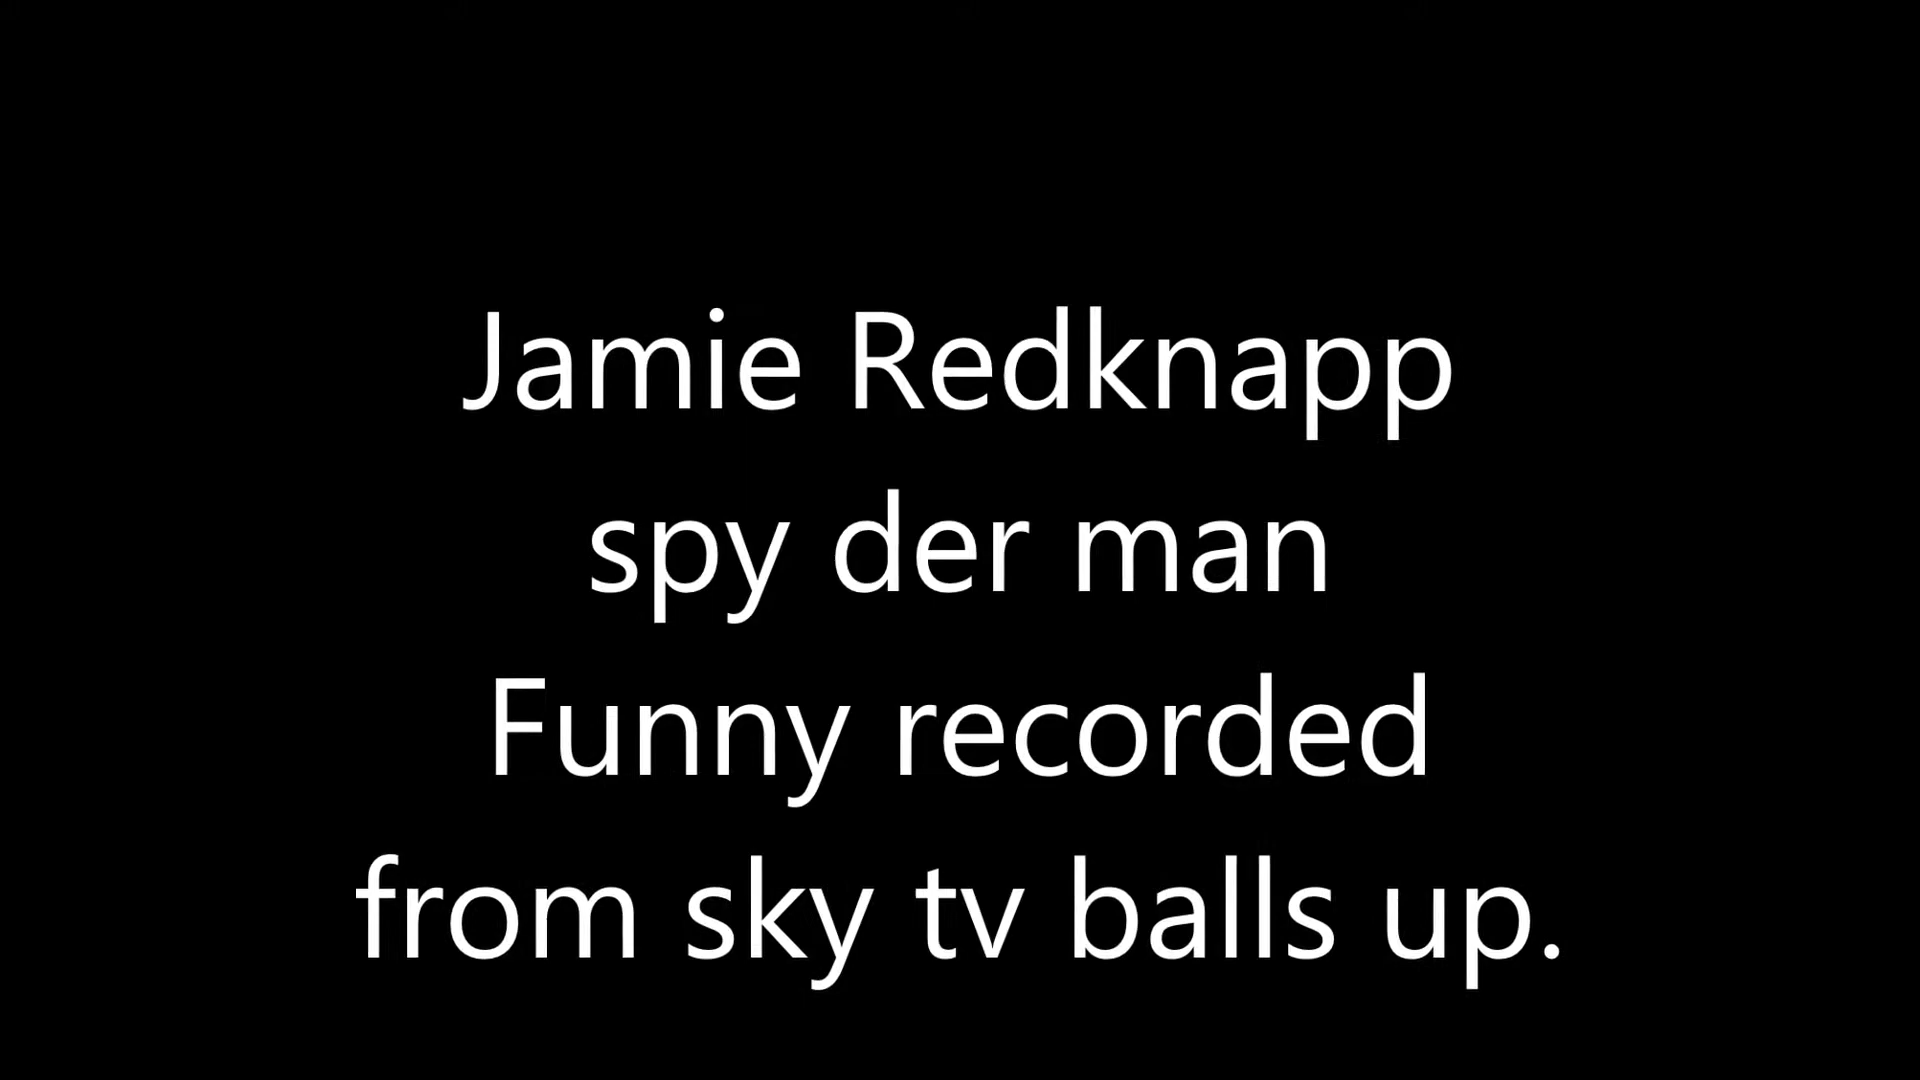 Jamie Redknapp
spy der man
Funny recorded
from sky tv balls up.